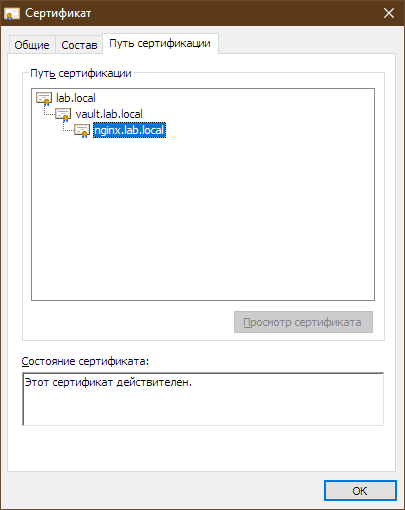 Сертификат
Общие
Состав
Путь сертификации
Путь сертификации
lab.local
vault.lab.local
nginx.lab.local
Просмотр сертификата
Состояние сертификата:
Этот сертификат действителен.
ОК